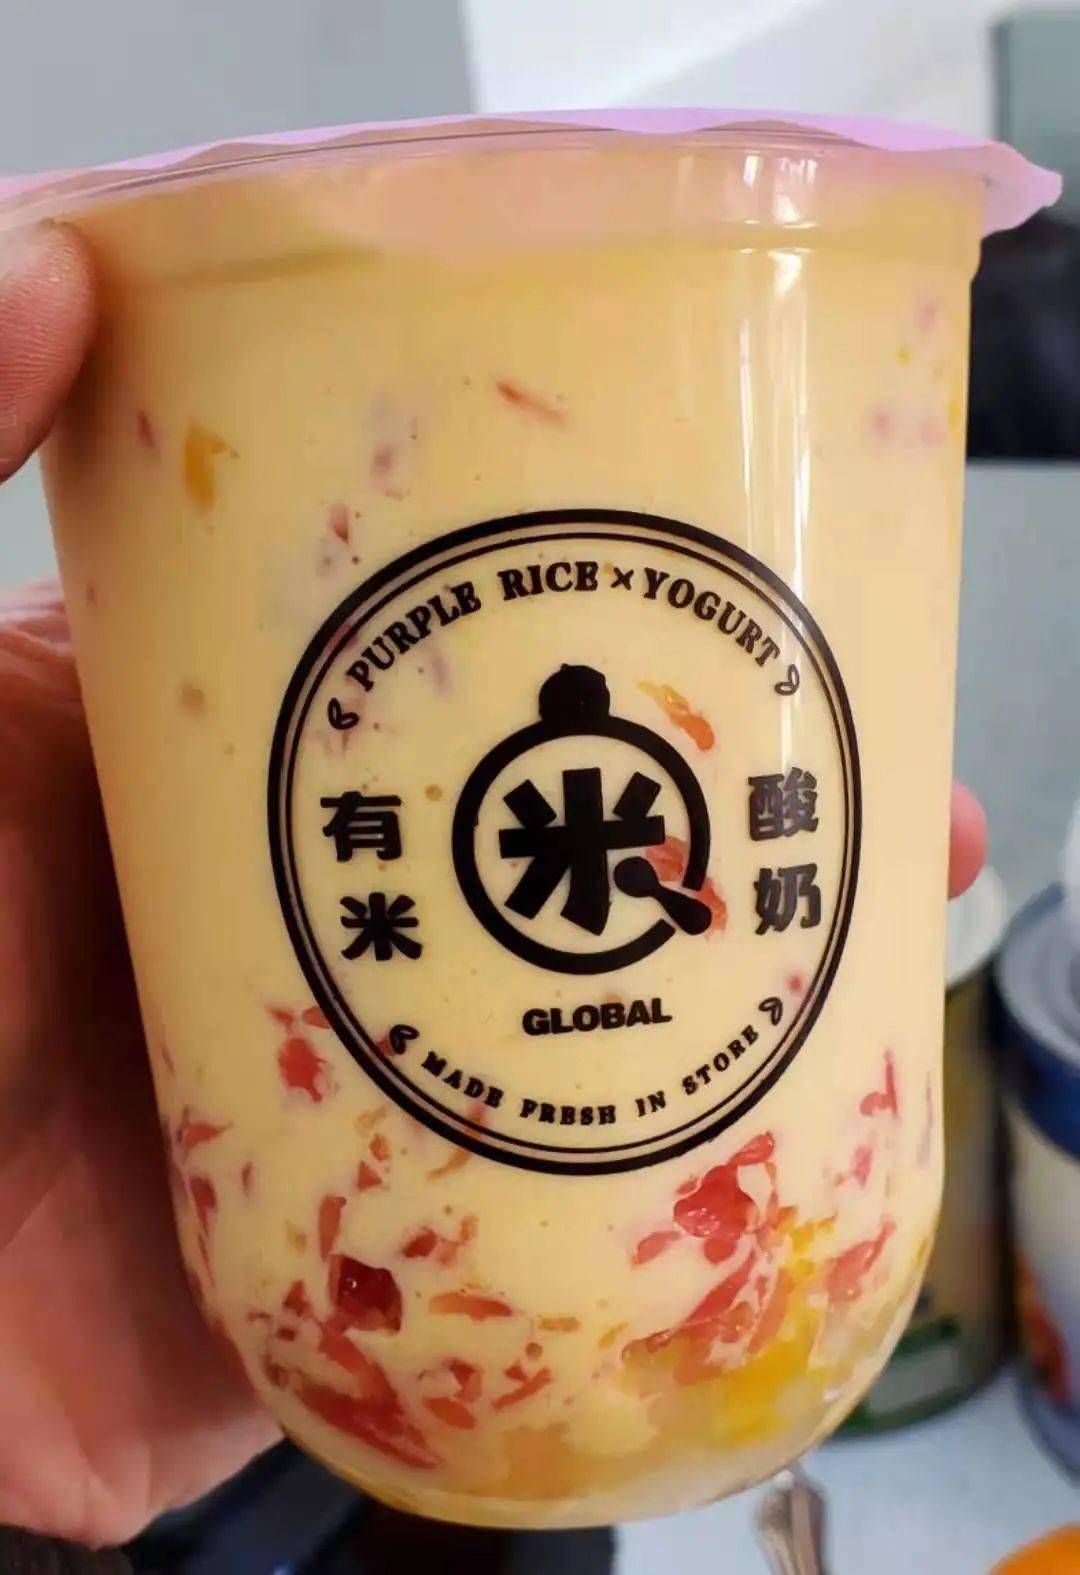 PURPLE RICE × YOGURT
有米
米
酸奶
GLOBAL
MADE FRESH IN STORE